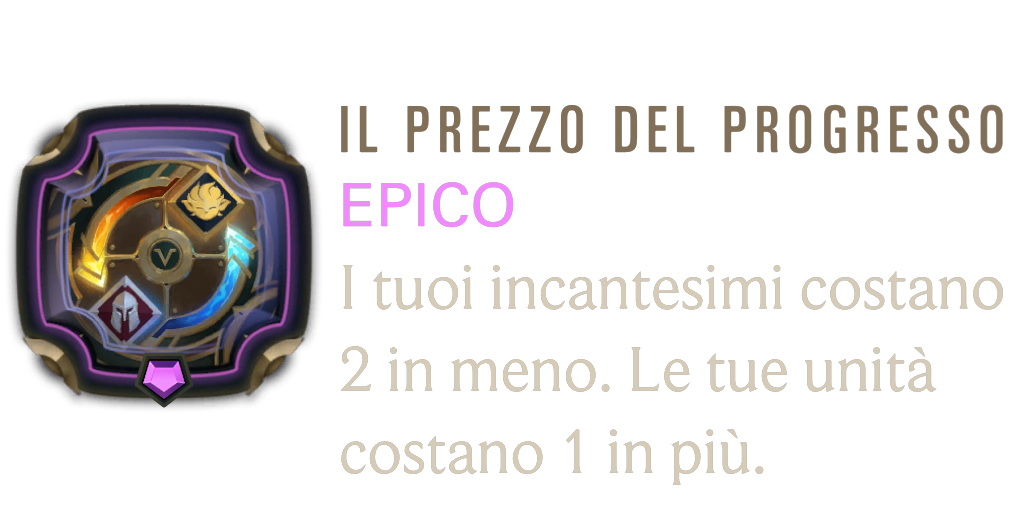 IL PREZZO DEL PROGRESSO
EPICO
I tuoi incantesimi costano
2 in meno. Le tue unità
costano 1 in più.
V